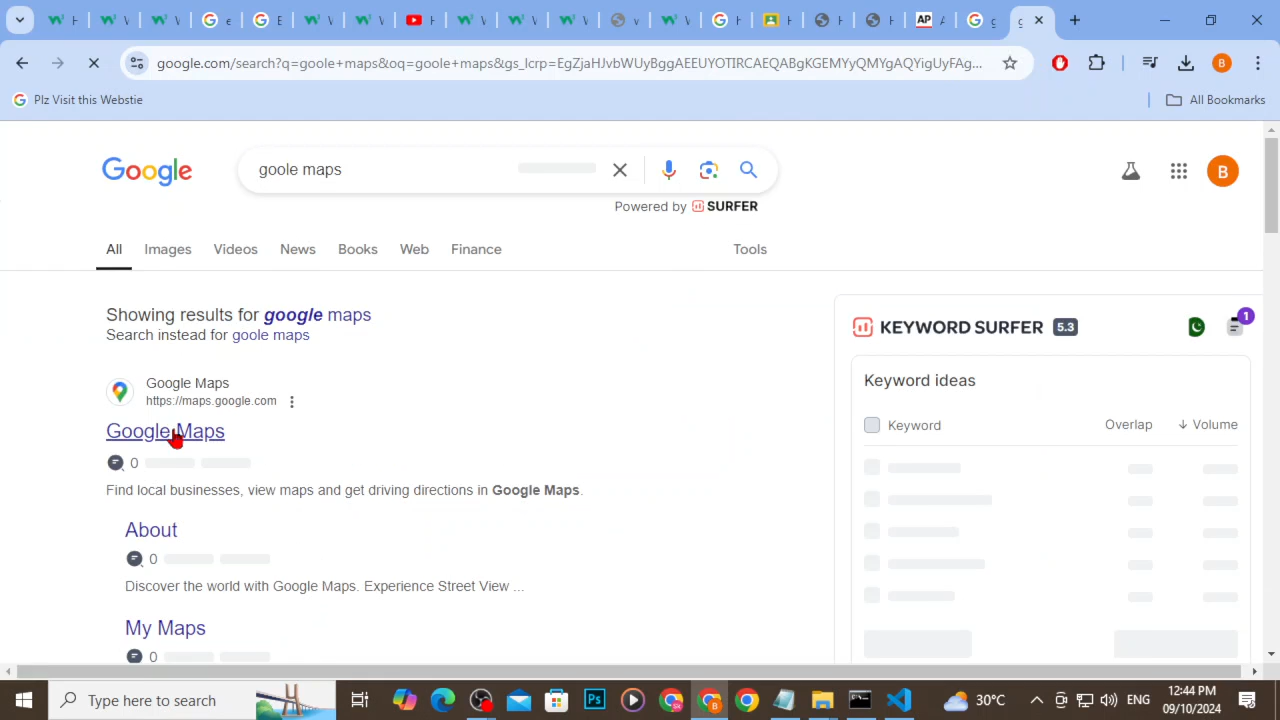 google.com/search?q=goole+maps&oq=goole+maps&gs_lcrp=EgZjaHJvbWUyBggAEEUYOTIRCAEQABgKGEMYyQMYgAQYigUyFAg...
Plz Visit this Webstie
All Bookmarks
Google
goole maps
B
Powered by SURFER
All Images Videos News Books Web Finance Tools
Showing results for google maps
Search instead for goole maps
Google Maps
https://maps.google.com
Google Maps
0
Find local businesses, view maps and get driving directions in Google Maps.
About
0
Discover the world with Google Maps. Experience Street View ...
My Maps
0
KEYWORD SURFER 5.3
1
Keyword ideas
Keyword Overlap ↓ Volume
Type here to search
30°C
ENG
12:44 PM
09/10/2024